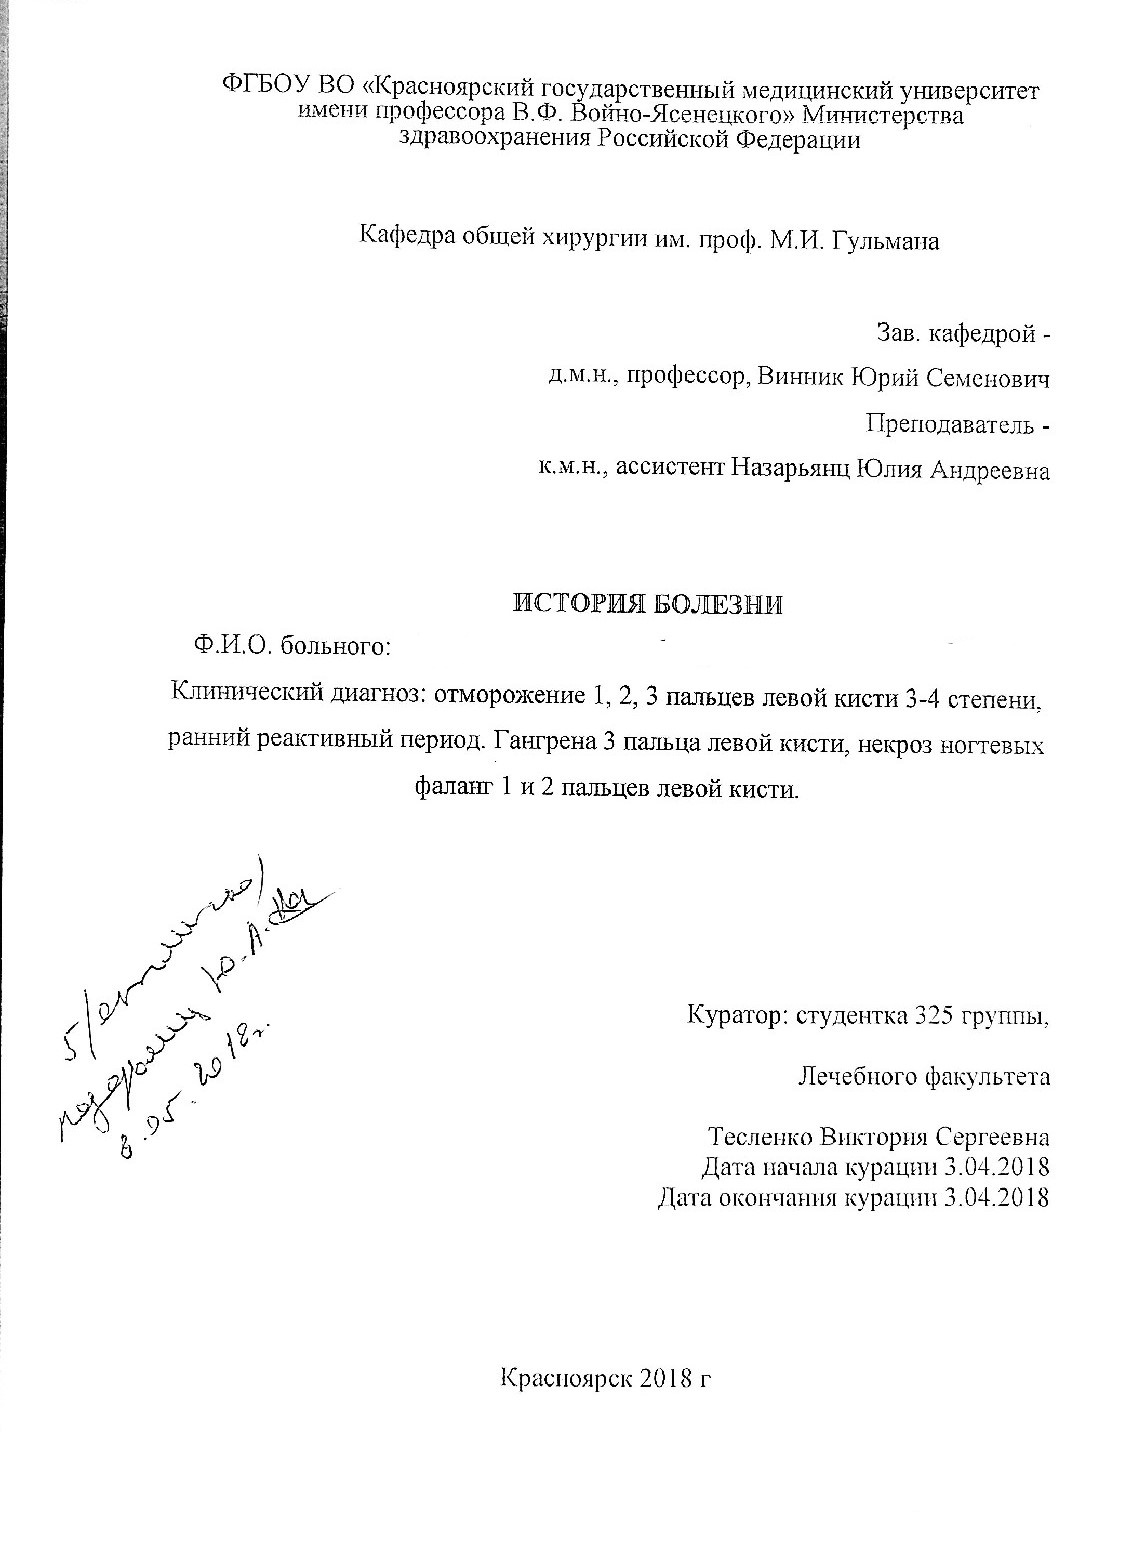 ФГБОУ ВО «Красноярский государственный медицинский университет
имени профессора В.Ф. Войно-Ясенецкого» Министерства
здравоохранения Российской Федерации
Кафедра общей хирургии им. проф. М.И. Гульмана
Зав. кафедрой -
д.м.н., профессор, Винник Юрий Семенович
Преподаватель -
к.м.н., ассистент Назарьянц Юлия Андреевна
ИСТОРИЯ БОЛЕЗНИ
Ф.И.О. больного:
Клинический диагноз: отморожение 1, 2, 3 пальцев левой кисти 3-4 степени,
ранний реактивный период. Гангрена 3 пальца левой кисти, некроз ногтевых
фаланг 1 и 2 пальцев левой кисти.
5/отлично/
Назарьянц Ю.А.
8.05.2018г.
Куратор: студентка 325 группы,
Лечебного факультета
Тесленко Виктория Сергеевна
Дата начала курации 3.04.2018
Дата окончания курации 3.04.2018
Красноярск 2018 г